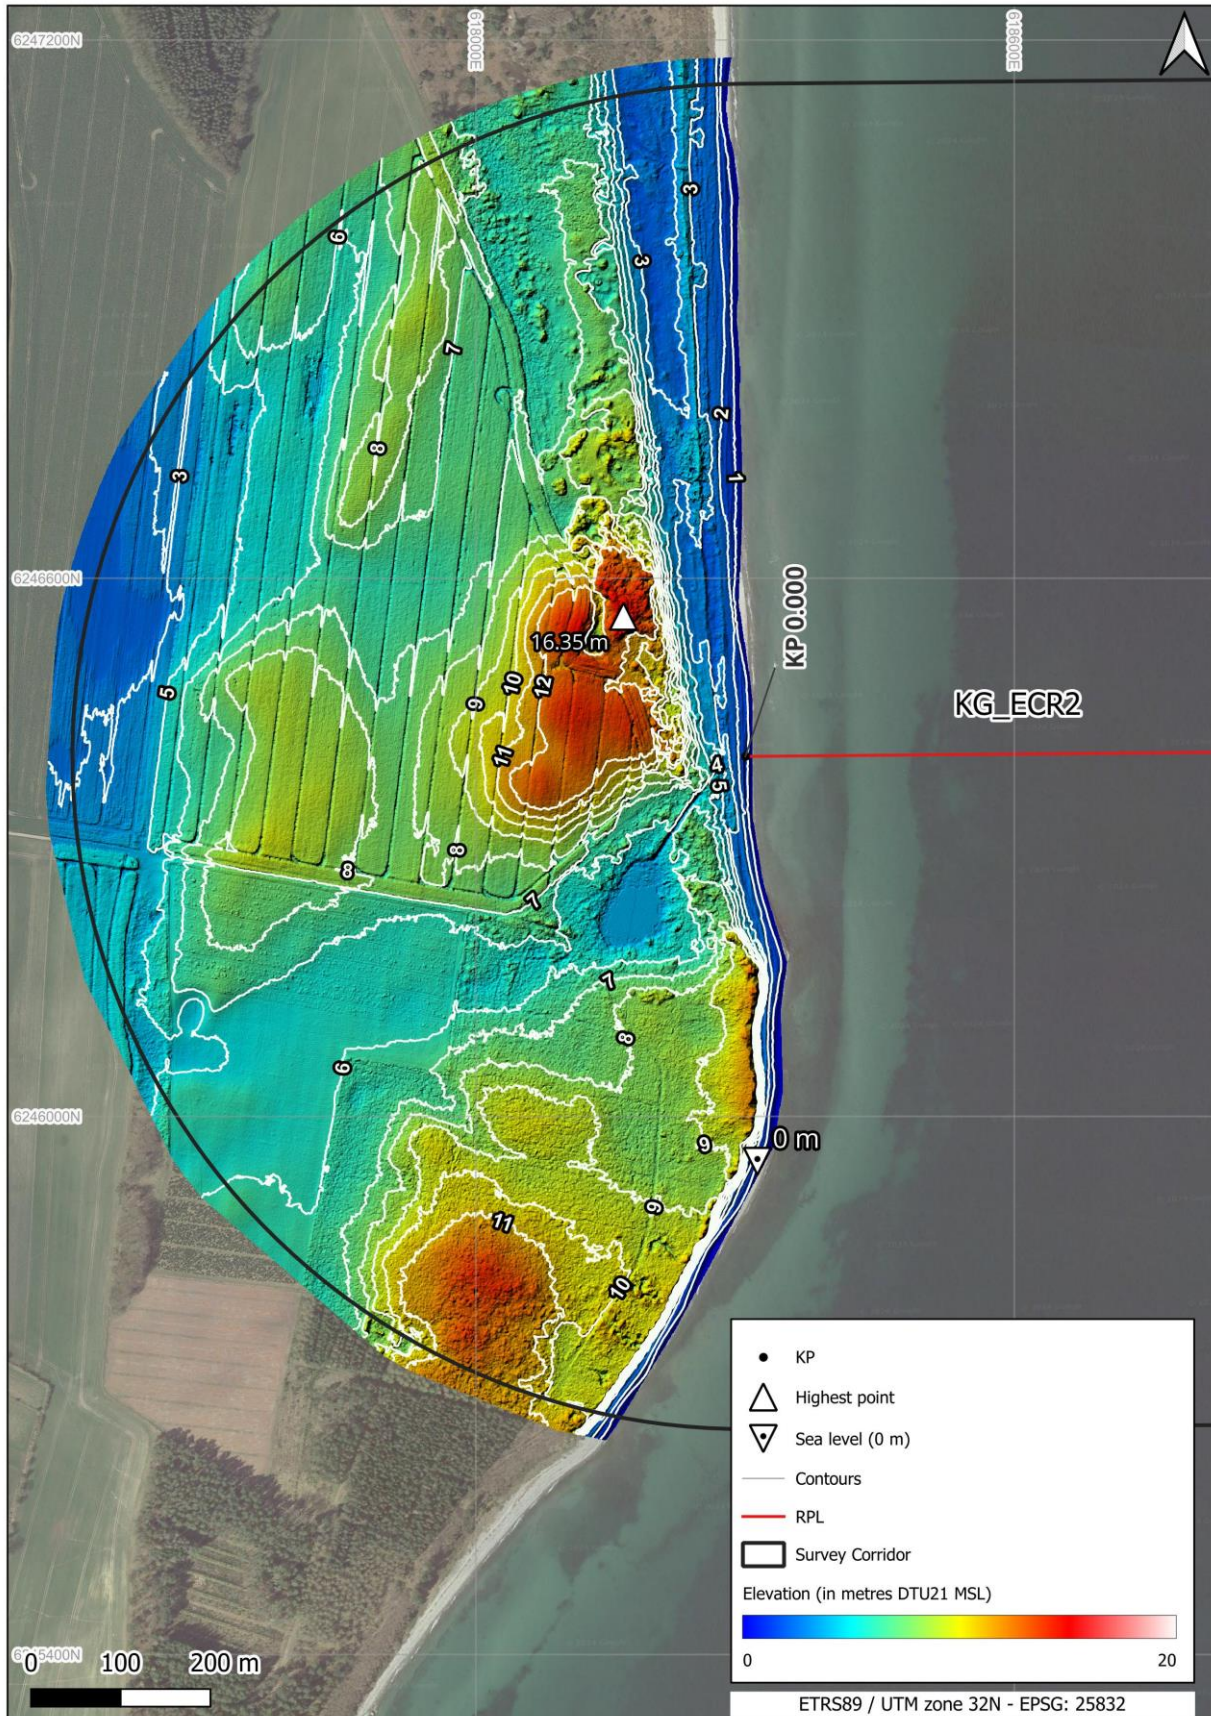 6247200N
618000E
618600E
3
6
3
7
2
8
3
1
6246600N
16.35 m
KP 0.000
10
5
12
9
KG_ECR2
11
4
5
8
8
7
7
8
6
6246000N
9
0 m
9
11
10
KP
Highest point
Sea level (0 m)
Contours
RPL
Survey Corridor
Elevation (in metres DTU21 MSL)
0 20
6245400N
0 100 200 m
ETRS89 / UTM zone 32N - EPSG: 25832